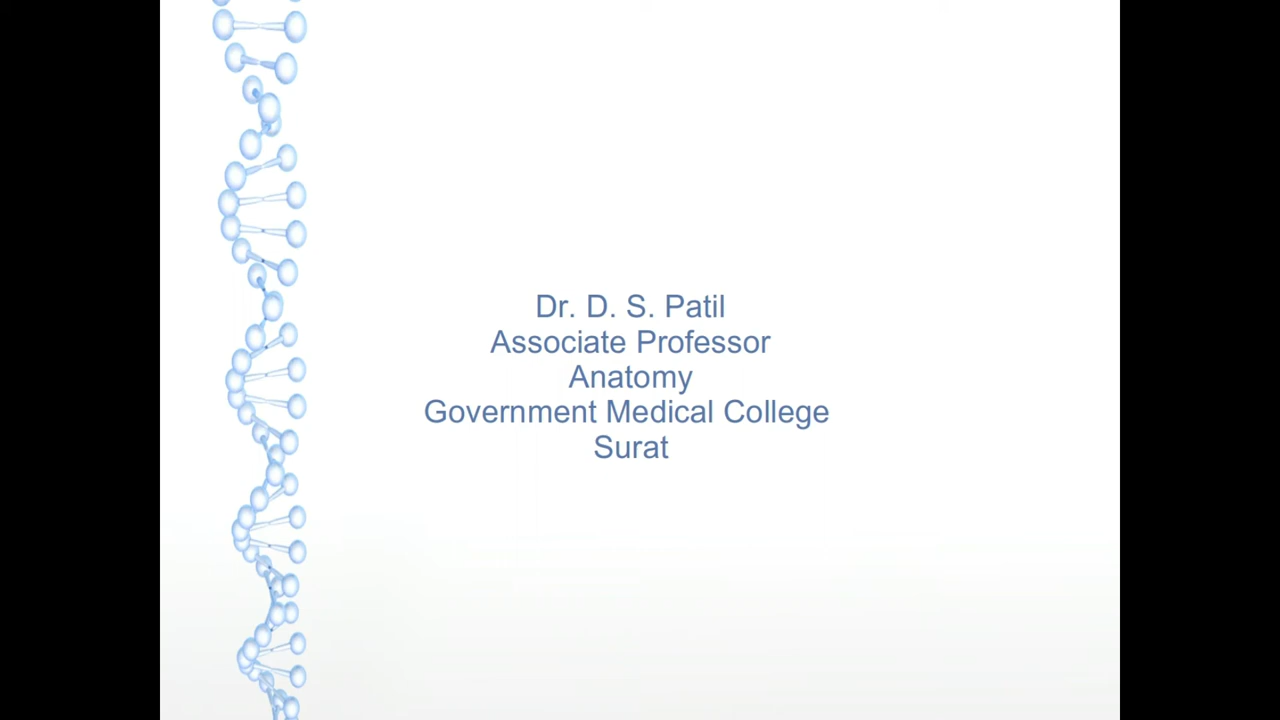 Dr. D. S. Patil
Associate Professor
Anatomy
Government Medical College
Surat